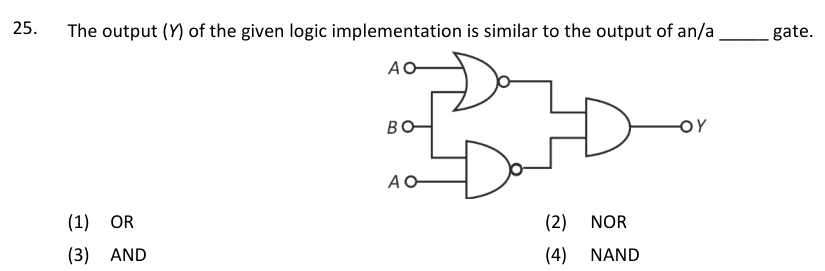 25. The output (Y) of the given logic implementation is similar to the output of an/a _____ gate.
A
B
Y
A
(1) OR (2) NOR
(3) AND (4) NAND